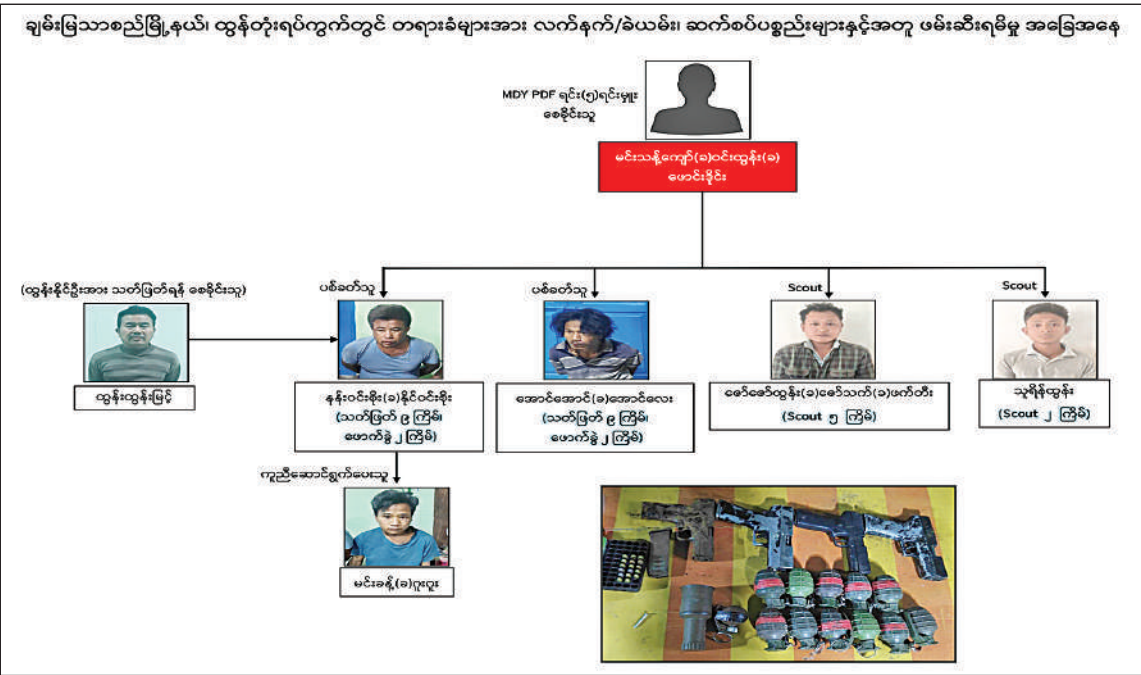 ချမ်းမြသာစည်မြို့နယ်၊ ထွန်တုံးရပ်ကွက်တွင် တရားခံများအား လက်နက်/ခဲယမ်း၊ ဆက်စပ်ပစ္စည်းများနှင့်အတူ ဖမ်းဆီးရမိမှု အခြေအနေ
MDY PDF ရင်း(၅)ရင်းမှူး
စေခိုင်းသူ
မင်းသန့်ကျော်(ခ)ဝင်းထွန်း(ခ)
ဖောင်းခိုင်း
(ထွန်းနိုင်ဦးအား သတ်ဖြတ်ရန် စေခိုင်းသူ)
ထွန်းထွန်းမြင့်
ပစ်ခတ်သူ
နန်းဝင်းစိုး(ခ)နိုင်ဝင်းစိုး
(သတ်ဖြတ် ၉ ကြိမ်၊
ဖောက်ခွဲ ၂ ကြိမ်)
ပစ်ခတ်သူ
အောင်အောင်(ခ)အောင်လေး
(သတ်ဖြတ် ၉ ကြိမ်၊
ဖောက်ခွဲ ၂ ကြိမ်)
Scout
ဇော်ဇော်ထွန်း(ခ)ဇော်သက်(ခ)ဖက်တီး
(Scout ၅ ကြိမ်)
Scout
သူရိန်ထွန်း
(Scout ၂ ကြိမ်)
ကူညီဆောင်ရွက်ပေးသူ
မင်းခန့်(ခ)ဂူးဂူး